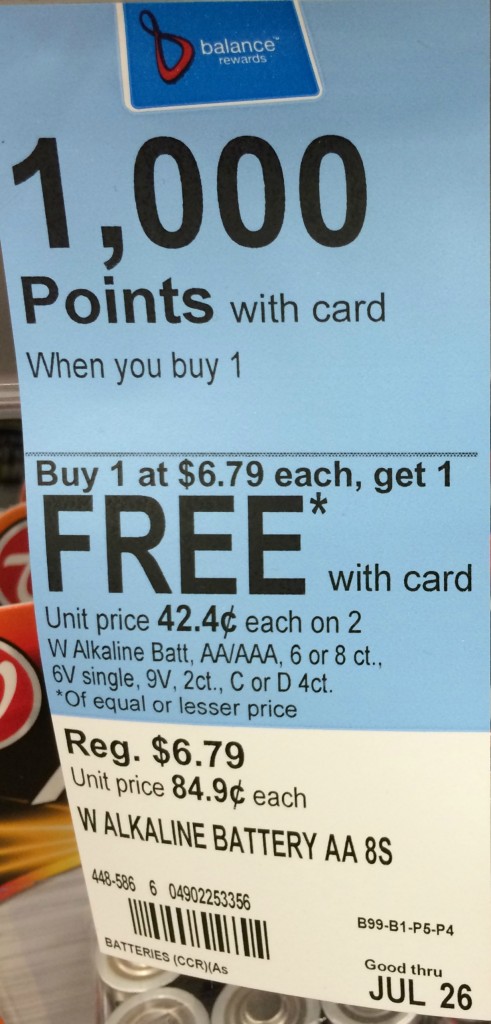 balance™
rewards
1,000
Points with card
When you buy 1
Buy 1 at $6.79 each, get 1
FREE* with card
Unit price 42.4¢ each on 2
W Alkaline Batt, AA/AAA, 6 or 8 ct.,
6V single, 9V, 2ct., C or D 4ct.
*Of equal or lesser price
Reg. $6.79
Unit price 84.9¢ each
W ALKALINE BATTERY AA 8S
448-586 6 04902253356
B99-B1-P5-P4
BATTERIES (CCR)(As
Good thru
JUL 26